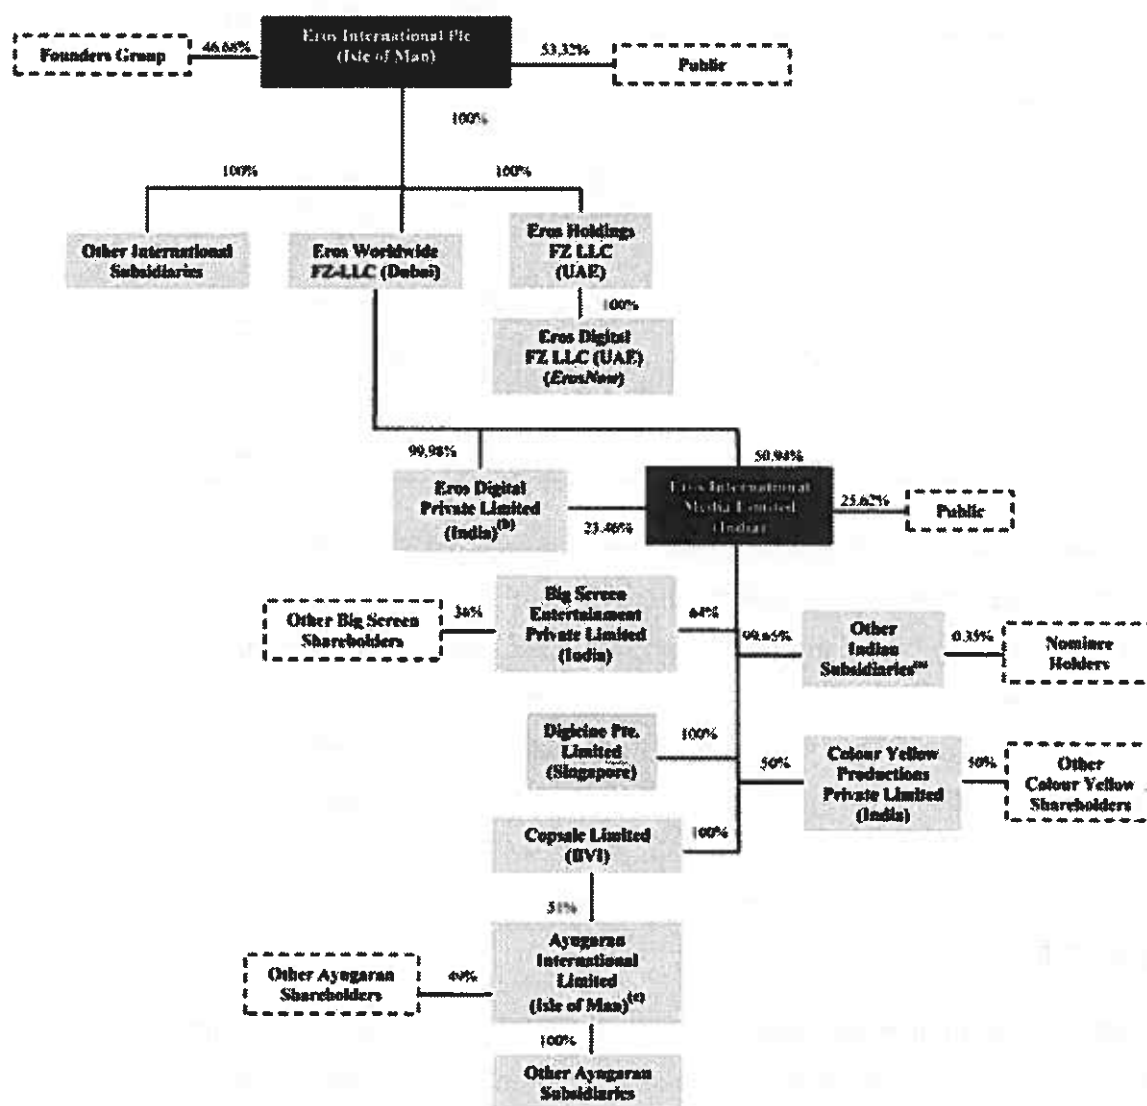 Eros International Plc
(Isle of Man)
Founders Group
46.68%
53.32%
Public
100%
100%
100%
Other International
Subsidiaries
Eros Worldwide
FZ-LLC (Dubai)
Eros Holdings
FZ LLC
(UAE)
100%
Eros Digital
FZ LLC (UAE)
(ErosNow)
99.98%
50.94%
Eros Digital
Private Limited
(India)(b)
23.46%
Eros International
Media Limited
(India)
25.62%
Public
Other Big Screen
Shareholders
36%
Big Screen
Entertainment
Private Limited
(India)
64%
99.65%
Other
Indian
Subsidiaries(a)
0.35%
Nominee
Holders
Digicine Pte.
Limited
(Singapore)
100%
50%
Colour Yellow
Productions
Private Limited
(India)
50%
Other
Colour Yellow
Shareholders
Copsale Limited
(BVI)
100%
51%
Other Ayngaran
Shareholders
49%
Ayngaran
International
Limited
(Isle of Man)(c)
100%
Other Ayngaran
Subsidiaries